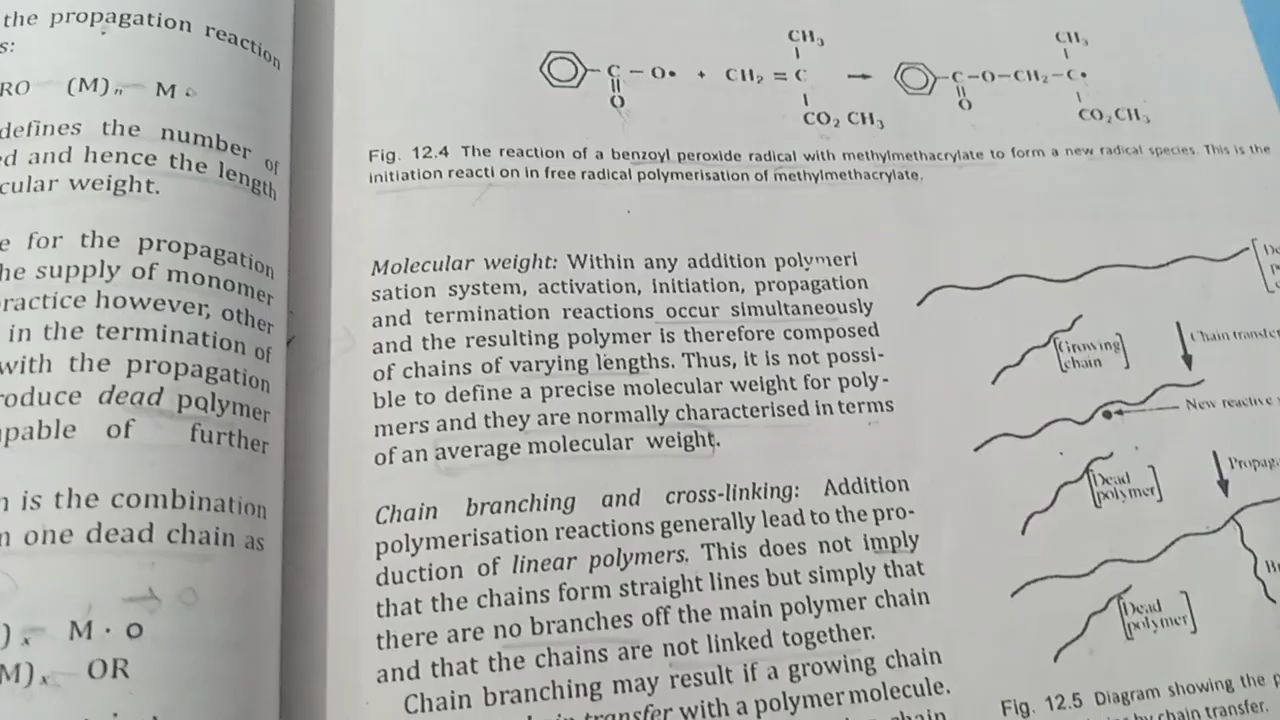 the propagation reaction
s:
RO (M)n – M
defines the number of
ed and hence the length
cular weight.
e for the propagation
he supply of monomer
ractice however, other
in the termination of
with the propagation
roduce dead polymer
pable of further
n is the combination
n one dead chain as
)x – M · o
M)x OR
CH3
C – O• + CH2 = C
O
CO2 CH3
CH3
C–O–CH2–C•
O
CO2CH3
Fig. 12.4 The reaction of a benzoyl peroxide radical with methylmethacrylate to form a new radical species. This is the
initiation reacti on in free radical polymerisation of methylmethacrylate.
Molecular weight: Within any addition polymeri
sation system, activation, initiation, propagation
and termination reactions occur simultaneously
and the resulting polymer is therefore composed
of chains of varying lengths. Thus, it is not possi-
ble to define a precise molecular weight for poly-
mers and they are normally characterised in terms
of an average molecular weight.
Chain branching and cross-linking: Addition
polymerisation reactions generally lead to the pro-
duction of linear polymers. This does not imply
that the chains form straight lines but simply that
there are no branches off the main polymer chain
and that the chains are not linked together.
Chain branching may result if a growing chain
transfer with a polymer molecule.
chain
Growing
chain
Chain transfe
New reactive
Dead
polymer
Propag
Dead
polymer
Fig. 12.5 Diagram showing the p
by chain transfer.